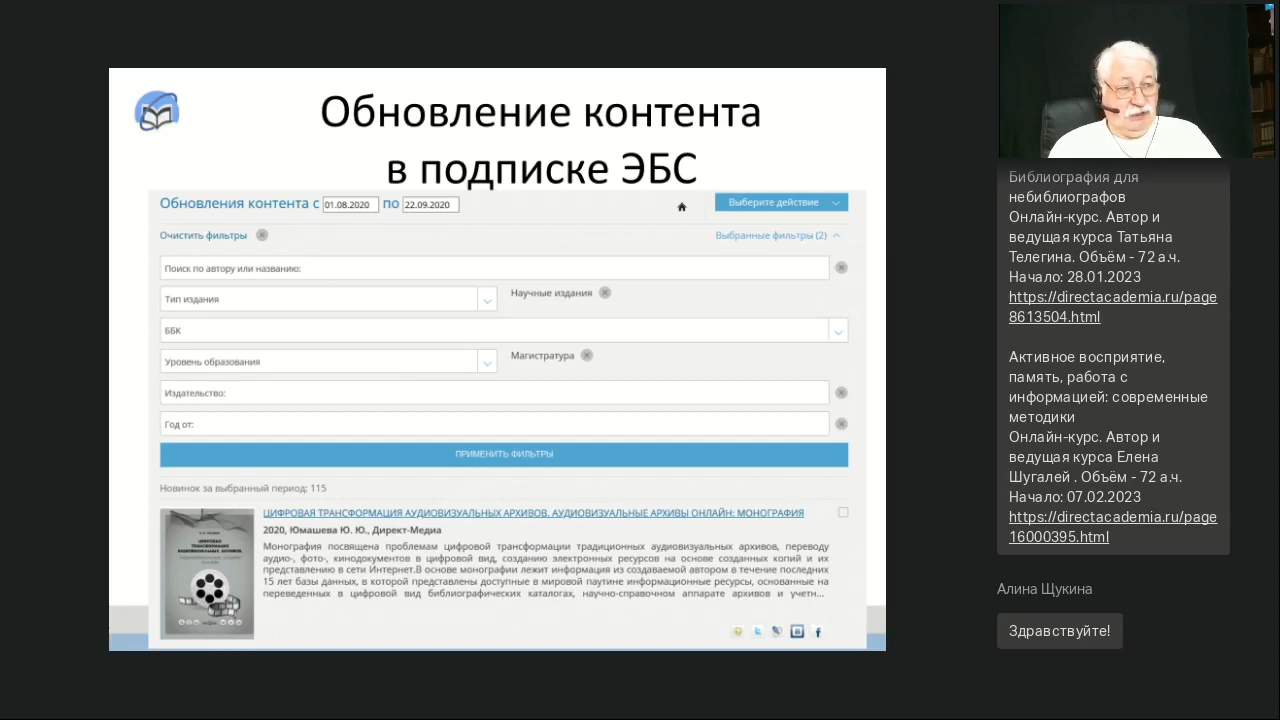 Обновление контента
в подписке ЭБС
Обновления контента с 01.08.2020 по 22.09.2020
Выберите действие
Очистить фильтры
Выбранные фильтры (2)
Поиск по автору или названию:
Тип издания
Научные издания
ББК
Уровень образования
Магистратура
Издательство:
Год от:
ПРИМЕНИТЬ ФИЛЬТРЫ
Новинок за выбранный период: 115
ЦИФРОВАЯ ТРАНСФОРМАЦИЯ АУДИОВИЗУАЛЬНЫХ АРХИВОВ. АУДИОВИЗУАЛЬНЫЕ АРХИВЫ ОНЛАЙН: МОНОГРАФИЯ
2020, Юмашева Ю. Ю., Директ-Медиа
Монография посвящена проблемам цифровой трансформации традиционных аудиовизуальных архивов, переводу
аудио-, фото-, кинодокументов в цифровой вид, созданию электронных ресурсов на основе созданных копий и их
представлению в сети Интернет.В основе монографии лежит информация из создаваемой автором в течение последних
15 лет базы данных, в которой представлены доступные в мировой паутине информационные ресурсы, основанные на
переведенных в цифровой вид библиографических каталогах, научно-справочном аппарате архивов и учетн...
ЦИФРОВАЯ
ТРАНСФОРМАЦИЯ
АУДИОВИЗУАЛЬНЫХ АРХИВОВ
Библиография для
небиблиографов
Онлайн-курс. Автор и
ведущая курса Татьяна
Телегина. Объём - 72 а.ч.
Начало: 28.01.2023
https://directacademia.ru/page
8613504.html
Активное восприятие,
память, работа с
информацией: современные
методики
Онлайн-курс. Автор и
ведущая курса Елена
Шугалей . Объём - 72 а.ч.
Начало: 07.02.2023
https://directacademia.ru/page
16000395.html
Алина Щукина
Здравствуйте!